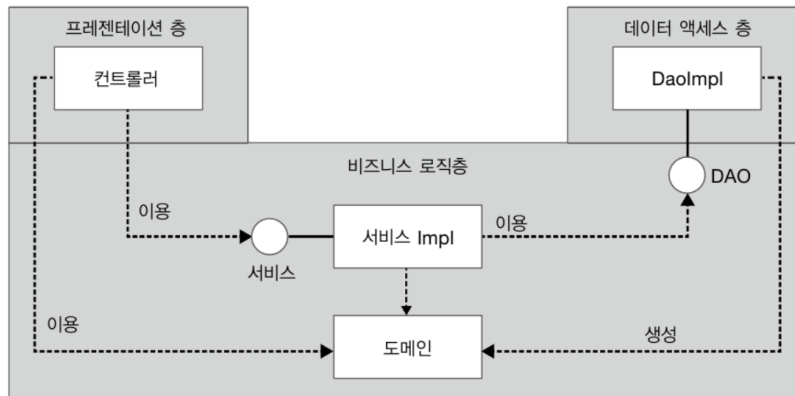 프레젠테이션 층
데이터 액세스 층
컨트롤러
DaoImpl
비즈니스 로직층
DAO
이용
서비스 Impl
이용
서비스
이용
도메인
생성